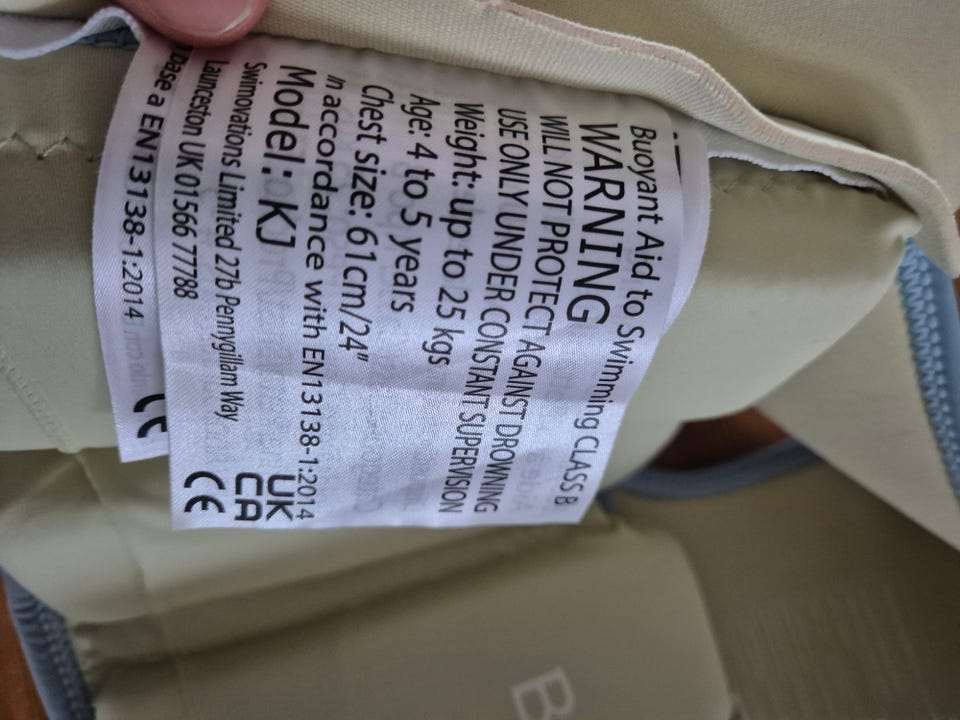 Buoyant Aid to Swimming CLASS B
WARNING
WILL NOT PROTECT AGAINST DROWNING
USE ONLY UNDER CONSTANT SUPERVISION
Weight: up to 25 kgs
Age: 4 to 5 years
Chest size: 61cm/24"
In accordance with EN13138-1:2014
Model: KJ
UK
CA
Swimovations Limited 27b Pennygillam Way
Launceston UK 01566 77788
CE
base a EN13138-1:2014
CE
B